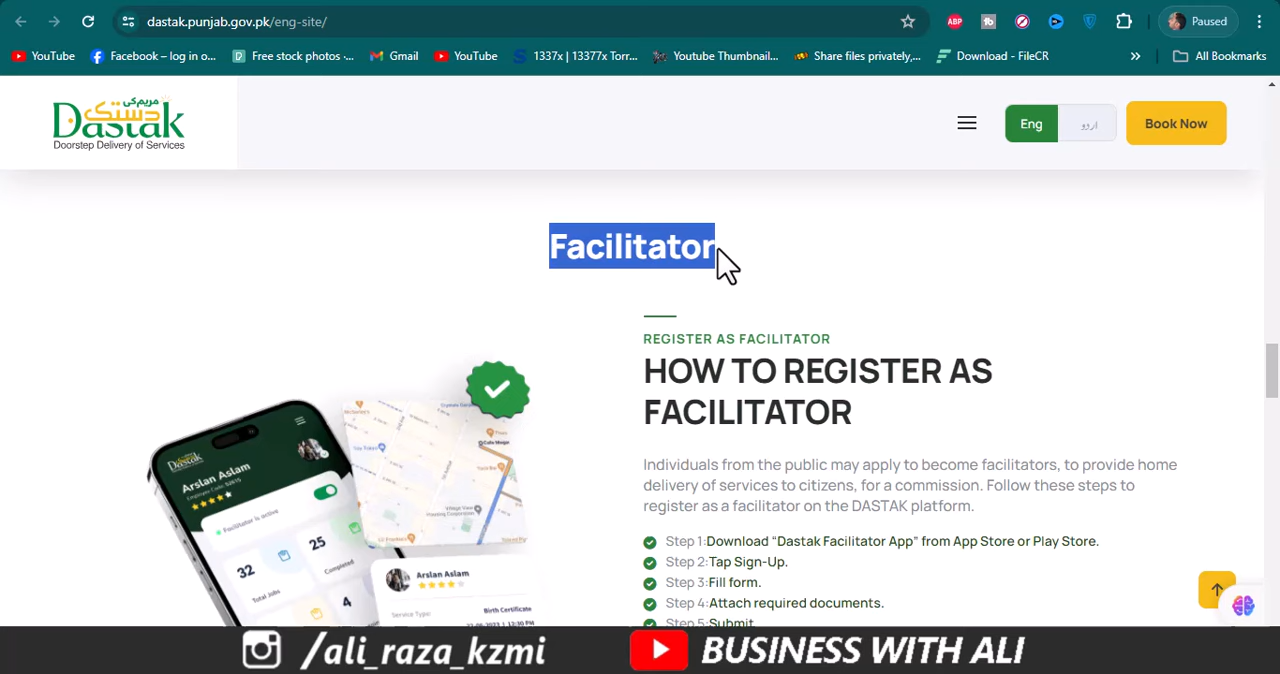 dastak.punjab.gov.pk/eng-site/
Paused
YouTube
Facebook – log in o...
Free stock photos ·...
Gmail
YouTube
1337x | 13377x Torr...
Youtube Thumbnail...
Share files privately,...
Download - FileCR
»
All Bookmarks
مریم کی
دستک
Dastak
Doorstep Delivery of Services
Eng
اردو
Book Now
Facilitator
REGISTER AS FACILITATOR
HOW TO REGISTER AS
FACILITATOR
Individuals from the public may apply to become facilitators, to provide home
delivery of services to citizens, for a commission. Follow these steps to
register as a facilitator on the DASTAK platform.
Step 1:Download “Dastak Facilitator App” from App Store or Play Store.
Step 2:Tap Sign-Up.
Step 3:Fill form.
Step 4:Attach required documents.
Step 5:Submit
Dastak
Arslan Aslam
Facilitator is active
32
Total Jobs
25
Completed
4
Arslan Aslam
Service Type:
Birth Certificate
/ali_raza_kzmi
BUSINESS WITH ALI